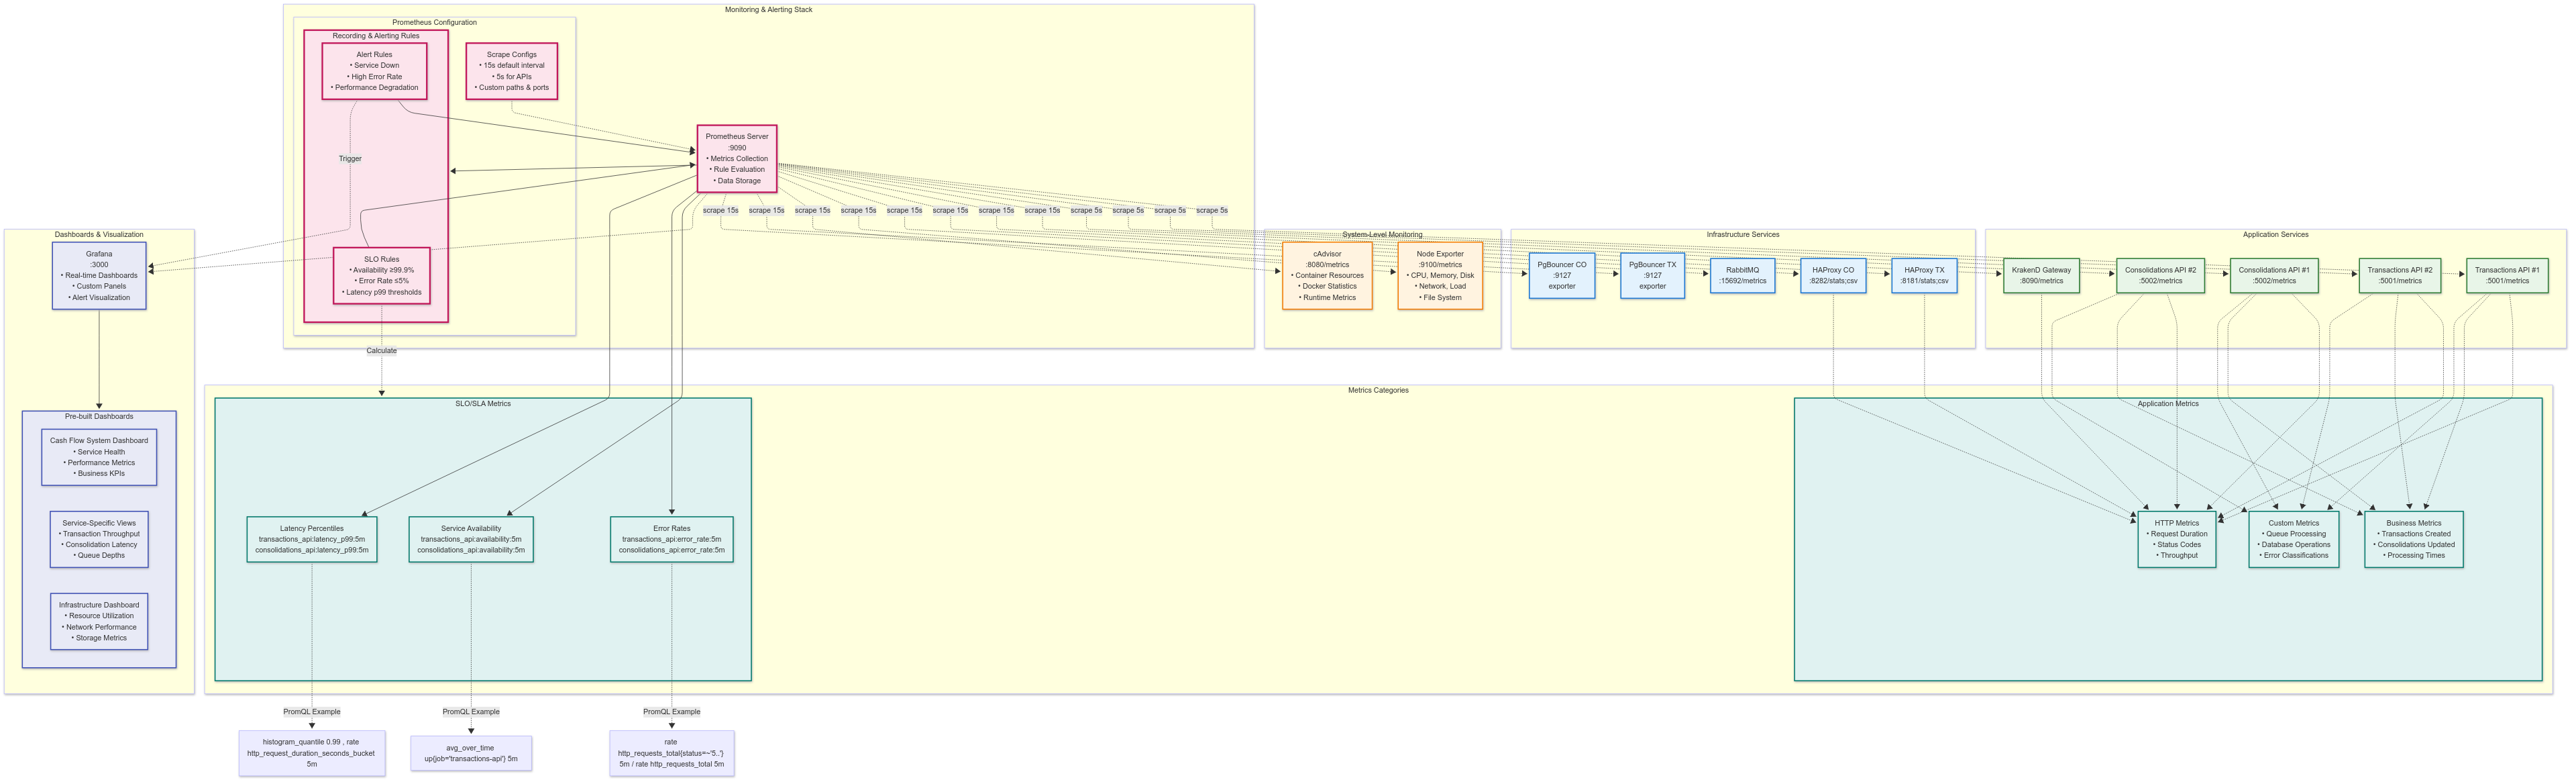 Monitoring & Alerting Stack
Prometheus Configuration
Recording & Alerting Rules
Alert Rules
• Service Down
• High Error Rate
• Performance Degradation
Scrape Configs
• 15s default interval
• 5s for APIs
• Custom paths & ports
Prometheus Server
:9090
• Metrics Collection
• Rule Evaluation
• Data Storage
Trigger
scrape 15s
scrape 15s
scrape 15s
scrape 15s
scrape 15s
scrape 15s
scrape 15s
scrape 15s
scrape 5s
scrape 5s
scrape 5s
scrape 5s
SLO Rules
• Availability ≥99.9%
• Error Rate ≤5%
• Latency p99 thresholds
Calculate
Dashboards & Visualization
Grafana
:3000
• Real-time Dashboards
• Custom Panels
• Alert Visualization
Pre-built Dashboards
Cash Flow System Dashboard
• Service Health
• Performance Metrics
• Business KPIs
Service-Specific Views
• Transaction Throughput
• Consolidation Latency
• Queue Depths
Infrastructure Dashboard
• Resource Utilization
• Network Performance
• Storage Metrics
System-Level Monitoring
cAdvisor
:8080/metrics
• Container Resources
• Docker Statistics
• Runtime Metrics
Node Exporter
:9100/metrics
• CPU, Memory, Disk
• Network, Load
• File System
Infrastructure Services
PgBouncer CO
:9127
exporter
PgBouncer TX
:9127
exporter
RabbitMQ
:15692/metrics
HAProxy CO
:8282/stats;csv
HAProxy TX
:8181/stats;csv
Application Services
KrakenD Gateway
:8090/metrics
Consolidations API #2
:5002/metrics
Consolidations API #1
:5002/metrics
Transactions API #2
:5001/metrics
Transactions API #1
:5001/metrics
Metrics Categories
SLO/SLA Metrics
Latency Percentiles
transactions_api:latency_p99:5m
consolidations_api:latency_p99:5m
Service Availability
transactions_api:availability:5m
consolidations_api:availability:5m
Error Rates
transactions_api:error_rate:5m
consolidations_api:error_rate:5m
Application Metrics
HTTP Metrics
• Request Duration
• Status Codes
• Throughput
Custom Metrics
• Queue Processing
• Database Operations
• Error Classifications
Business Metrics
• Transactions Created
• Consolidations Updated
• Processing Times
PromQL Example
PromQL Example
PromQL Example
histogram_quantile 0.99 , rate
http_request_duration_seconds_bucket
5m
avg_over_time
up{job='transactions-api'} 5m
rate
http_requests_total{status=~'5..'}
5m / rate http_requests_total 5m